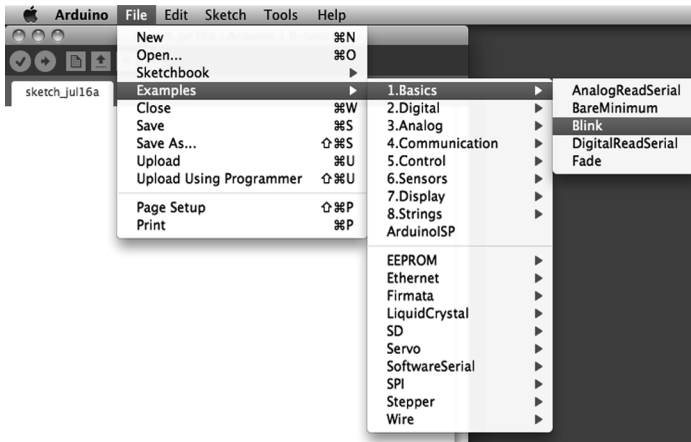 Arduino File Edit Sketch Tools Help
New ⌘N
Open... ⌘O
Sketchbook
Examples
Close ⌘W
Save ⌘S
Save As... ⇧⌘S
Upload ⌘U
Upload Using Programmer ⇧⌘U
Page Setup ⇧⌘P
Print ⌘P
sketch_jul16a
1.Basics
2.Digital
3.Analog
4.Communication
5.Control
6.Sensors
7.Display
8.Strings
ArduinoISP
EEPROM
Ethernet
Firmata
LiquidCrystal
SD
Servo
SoftwareSerial
SPI
Stepper
Wire
AnalogReadSerial
BareMinimum
Blink
DigitalReadSerial
Fade